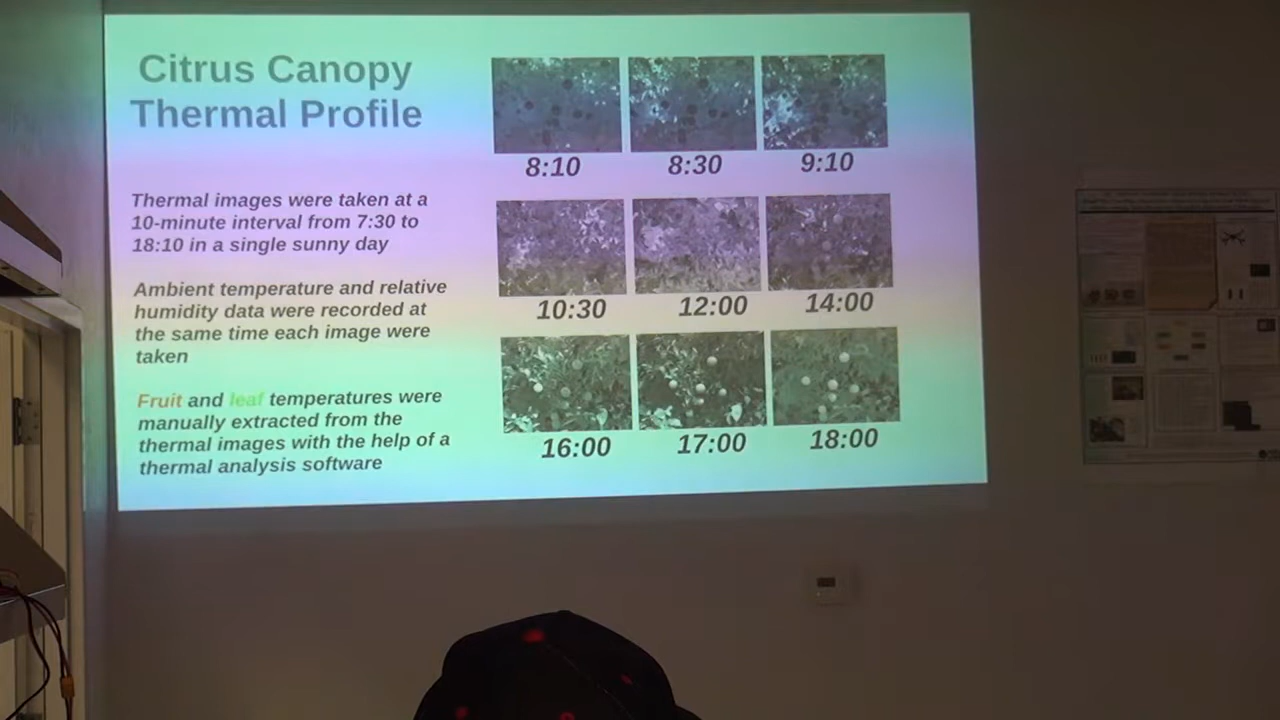 Citrus Canopy
Thermal Profile
Thermal images were taken at a
10-minute interval from 7:30 to
18:10 in a single sunny day
Ambient temperature and relative
humidity data were recorded at
the same time each image were
taken
Fruit and leaf temperatures were
manually extracted from the
thermal images with the help of a
thermal analysis software
8:10 8:30 9:10
10:30 12:00 14:00
16:00 17:00 18:00